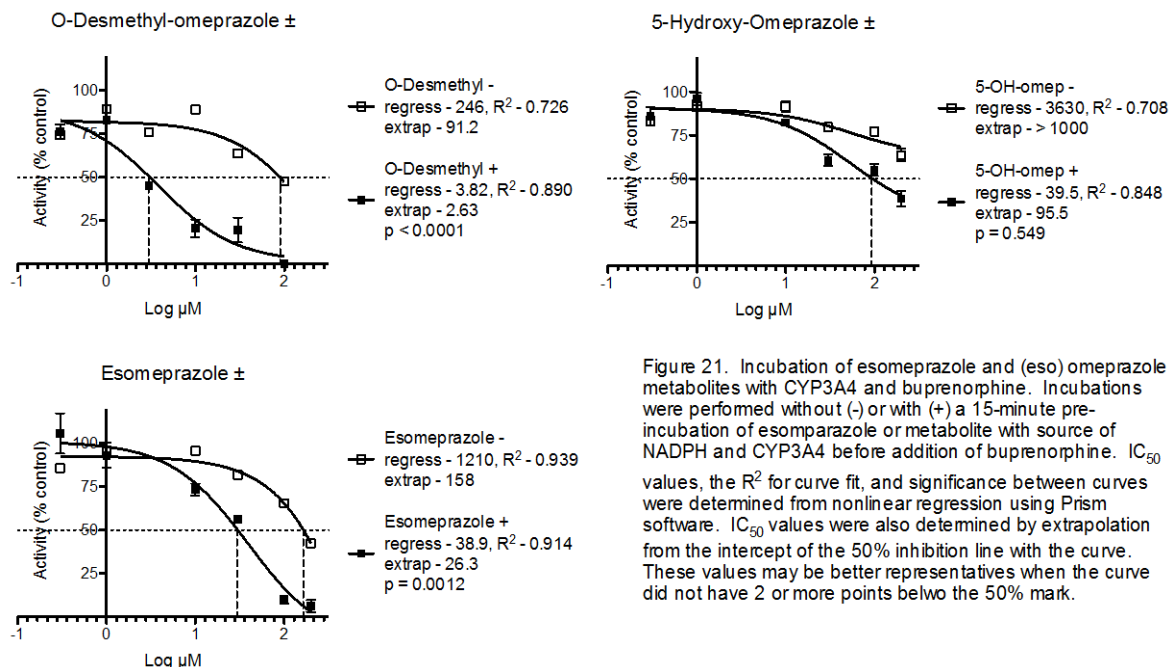 O-Desmethyl-omeprazole ±
100
75
50
25
Activity (% control)
-1
0
1
2
Log µM
O-Desmethyl -
regress - 246, R2 - 0.726
extrap - 91.2
O-Desmethyl +
regress - 3.82, R2 - 0.890
extrap - 2.63
p < 0.0001
5-Hydroxy-Omeprazole ±
100
75
50
25
Activity (% control)
-1
0
1
2
Log µM
5-OH-omep -
regress - 3630, R2 - 0.708
extrap - > 1000
5-OH-omep +
regress - 39.5, R2 - 0.848
extrap - 95.5
p = 0.549
Esomeprazole ±
100
75
50
25
Activity (% control)
-1
0
1
2
Log µM
Esomeprazole -
regress - 1210, R2 - 0.939
extrap - 158
Esomeprazole +
regress - 38.9, R2 - 0.914
extrap - 26.3
p = 0.0012
Figure 21. Incubation of esomeprazole and (eso) omeprazole
metabolites with CYP3A4 and buprenorphine. Incubations
were performed without (-) or with (+) a 15-minute pre-
incubation of esomparazole or metabolite with source of
NADPH and CYP3A4 before addition of buprenorphine. IC50
values, the R2 for curve fit, and significance between curves
were determined from nonlinear regression using Prism
software. IC50 values were also determined by extrapolation
from the intercept of the 50% inhibition line with the curve.
These values may be better representatives when the curve
did not have 2 or more points belwo the 50% mark.